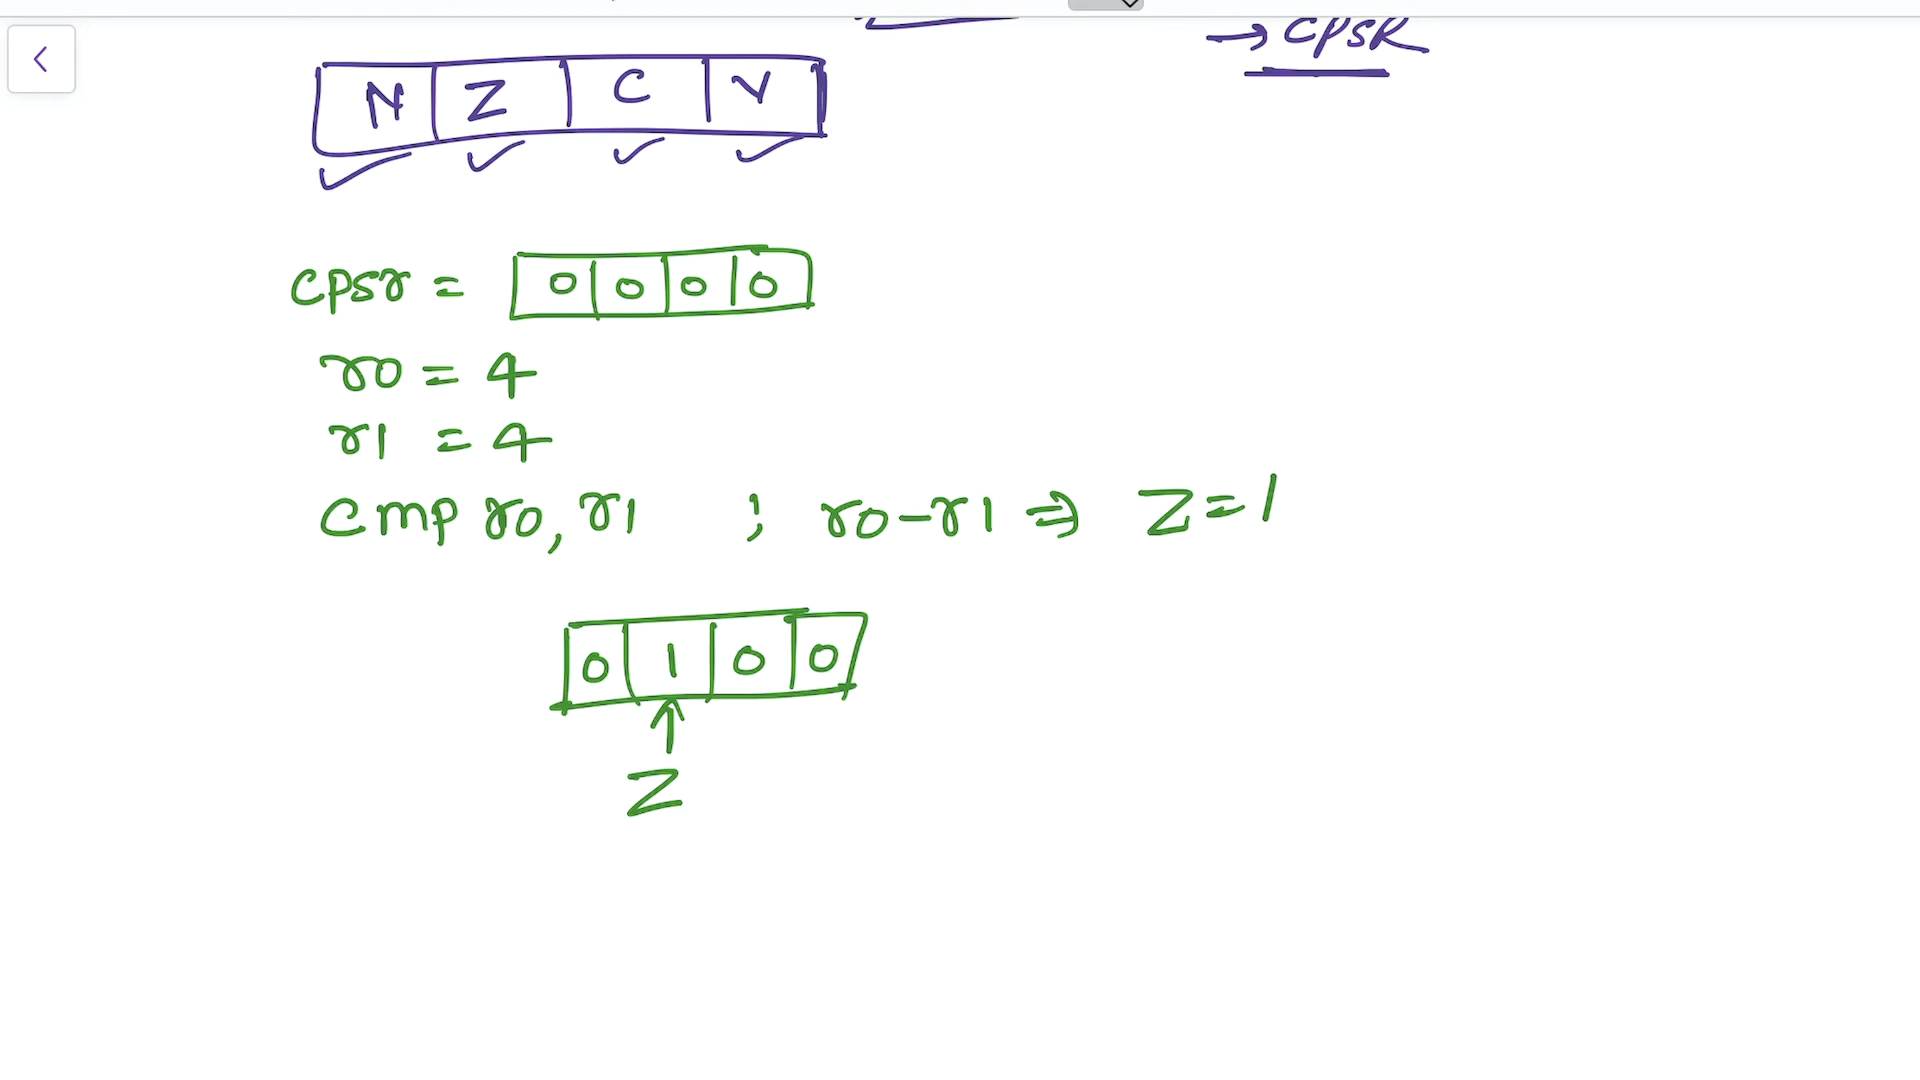 → CPSR
N Z C V
cpsr = 0 0 0 0
r0 = 4
r1 = 4
cmp r0, r1 ; r0-r1 ⇒ Z=1
0 1 0 0
Z